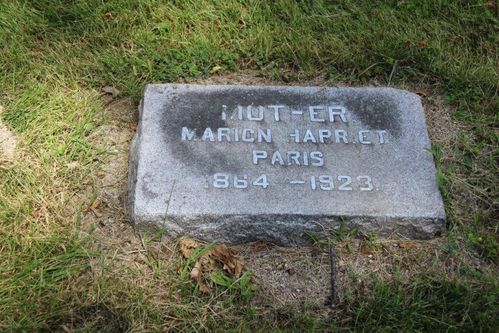 MOTHER
MARION HARRIET
PARIS
1864 - 1923